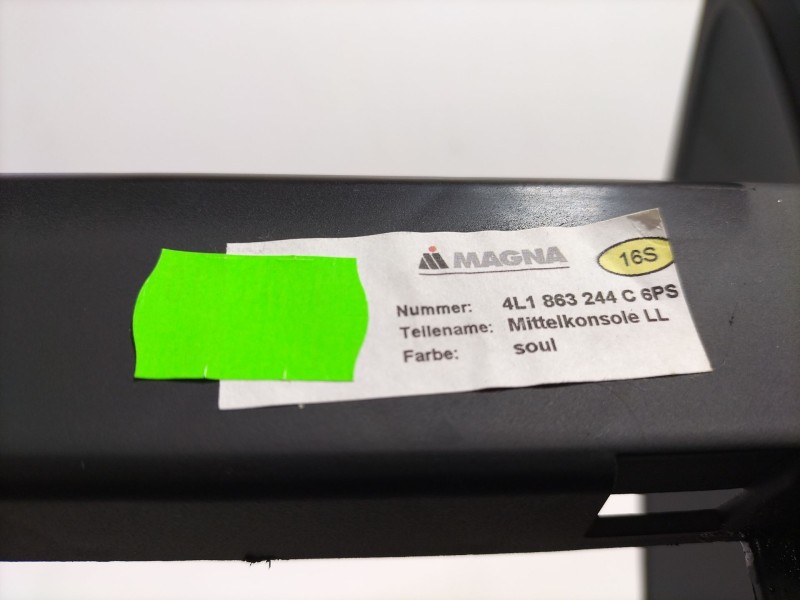 MAGNA
16S
Nummer: 4L1 863 244 C 6PS
Teilename: Mittelkonsole LL
Farbe: soul